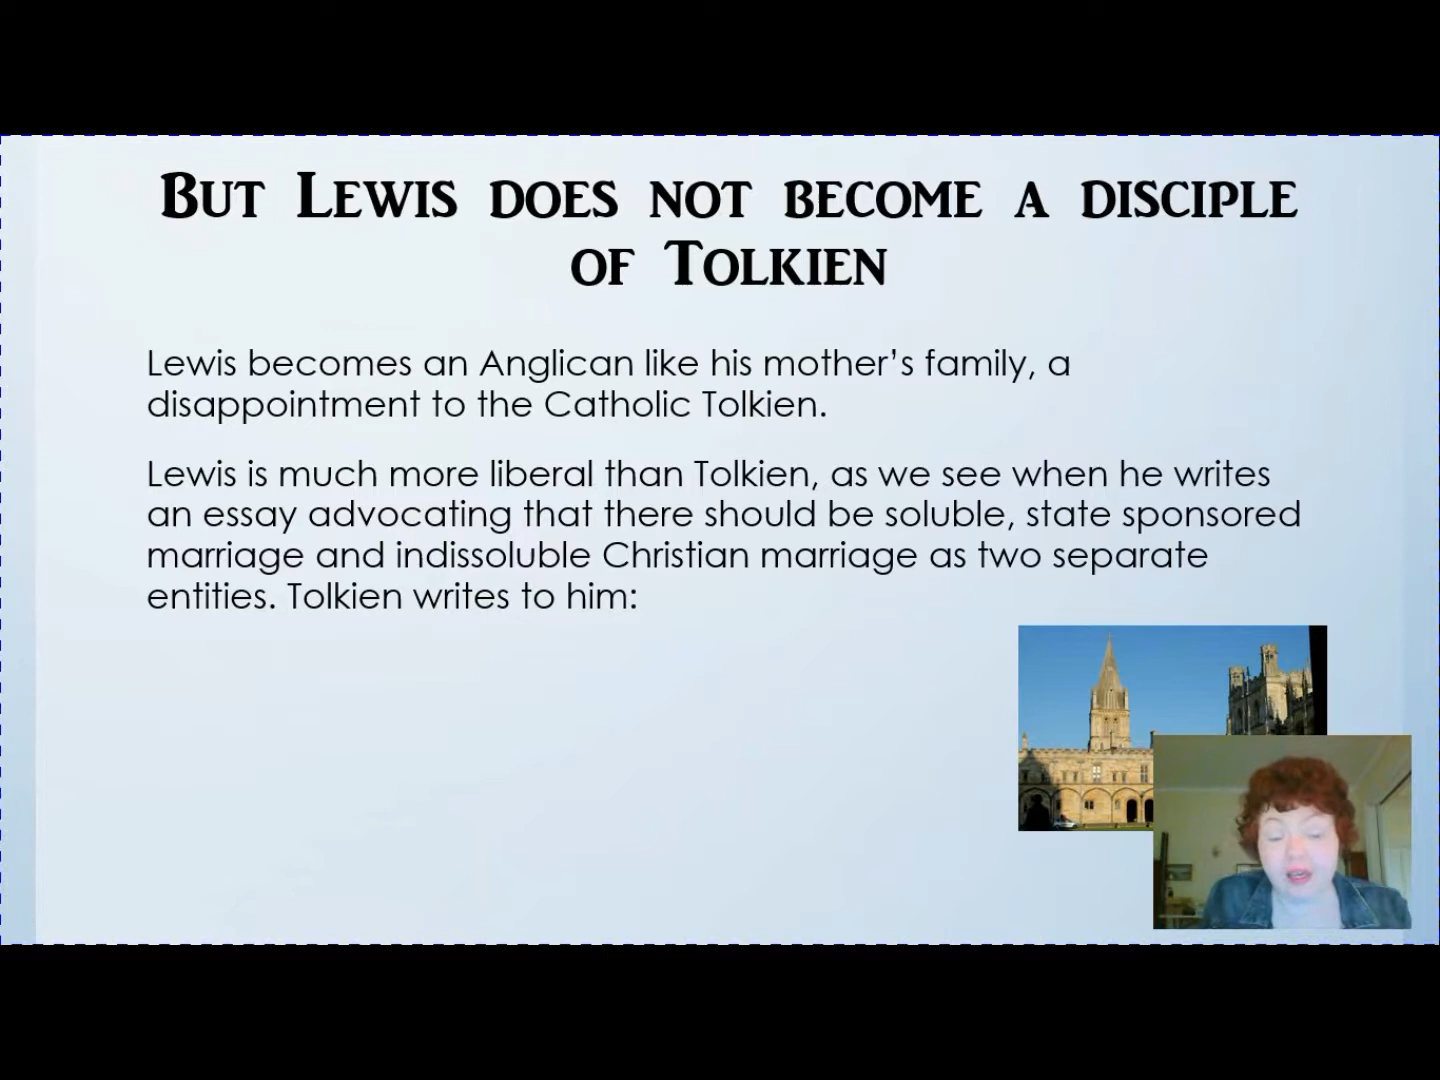 But Lewis does not become a disciple
of Tolkien
Lewis becomes an Anglican like his mother’s family, a
disappointment to the Catholic Tolkien.
Lewis is much more liberal than Tolkien, as we see when he writes
an essay advocating that there should be soluble, state sponsored
marriage and indissoluble Christian marriage as two separate
entities. Tolkien writes to him: